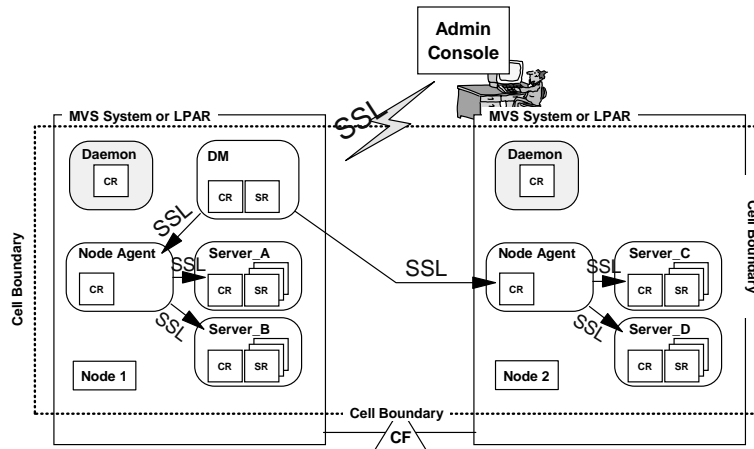 Admin
Console
SSL
MVS System or LPAR
MVS System or LPAR
Daemon
CR
DM
CR
SR
SSL
Node Agent
CR
SSL
Server_A
CR
SR
SSL
Server_B
CR
SR
Node 1
SSL
Daemon
CR
Node Agent
CR
SSL
Server_C
CR
SR
SSL
Server_D
CR
SR
Node 2
Cell Boundary
Cell Boundary
Cell Boundary
CF